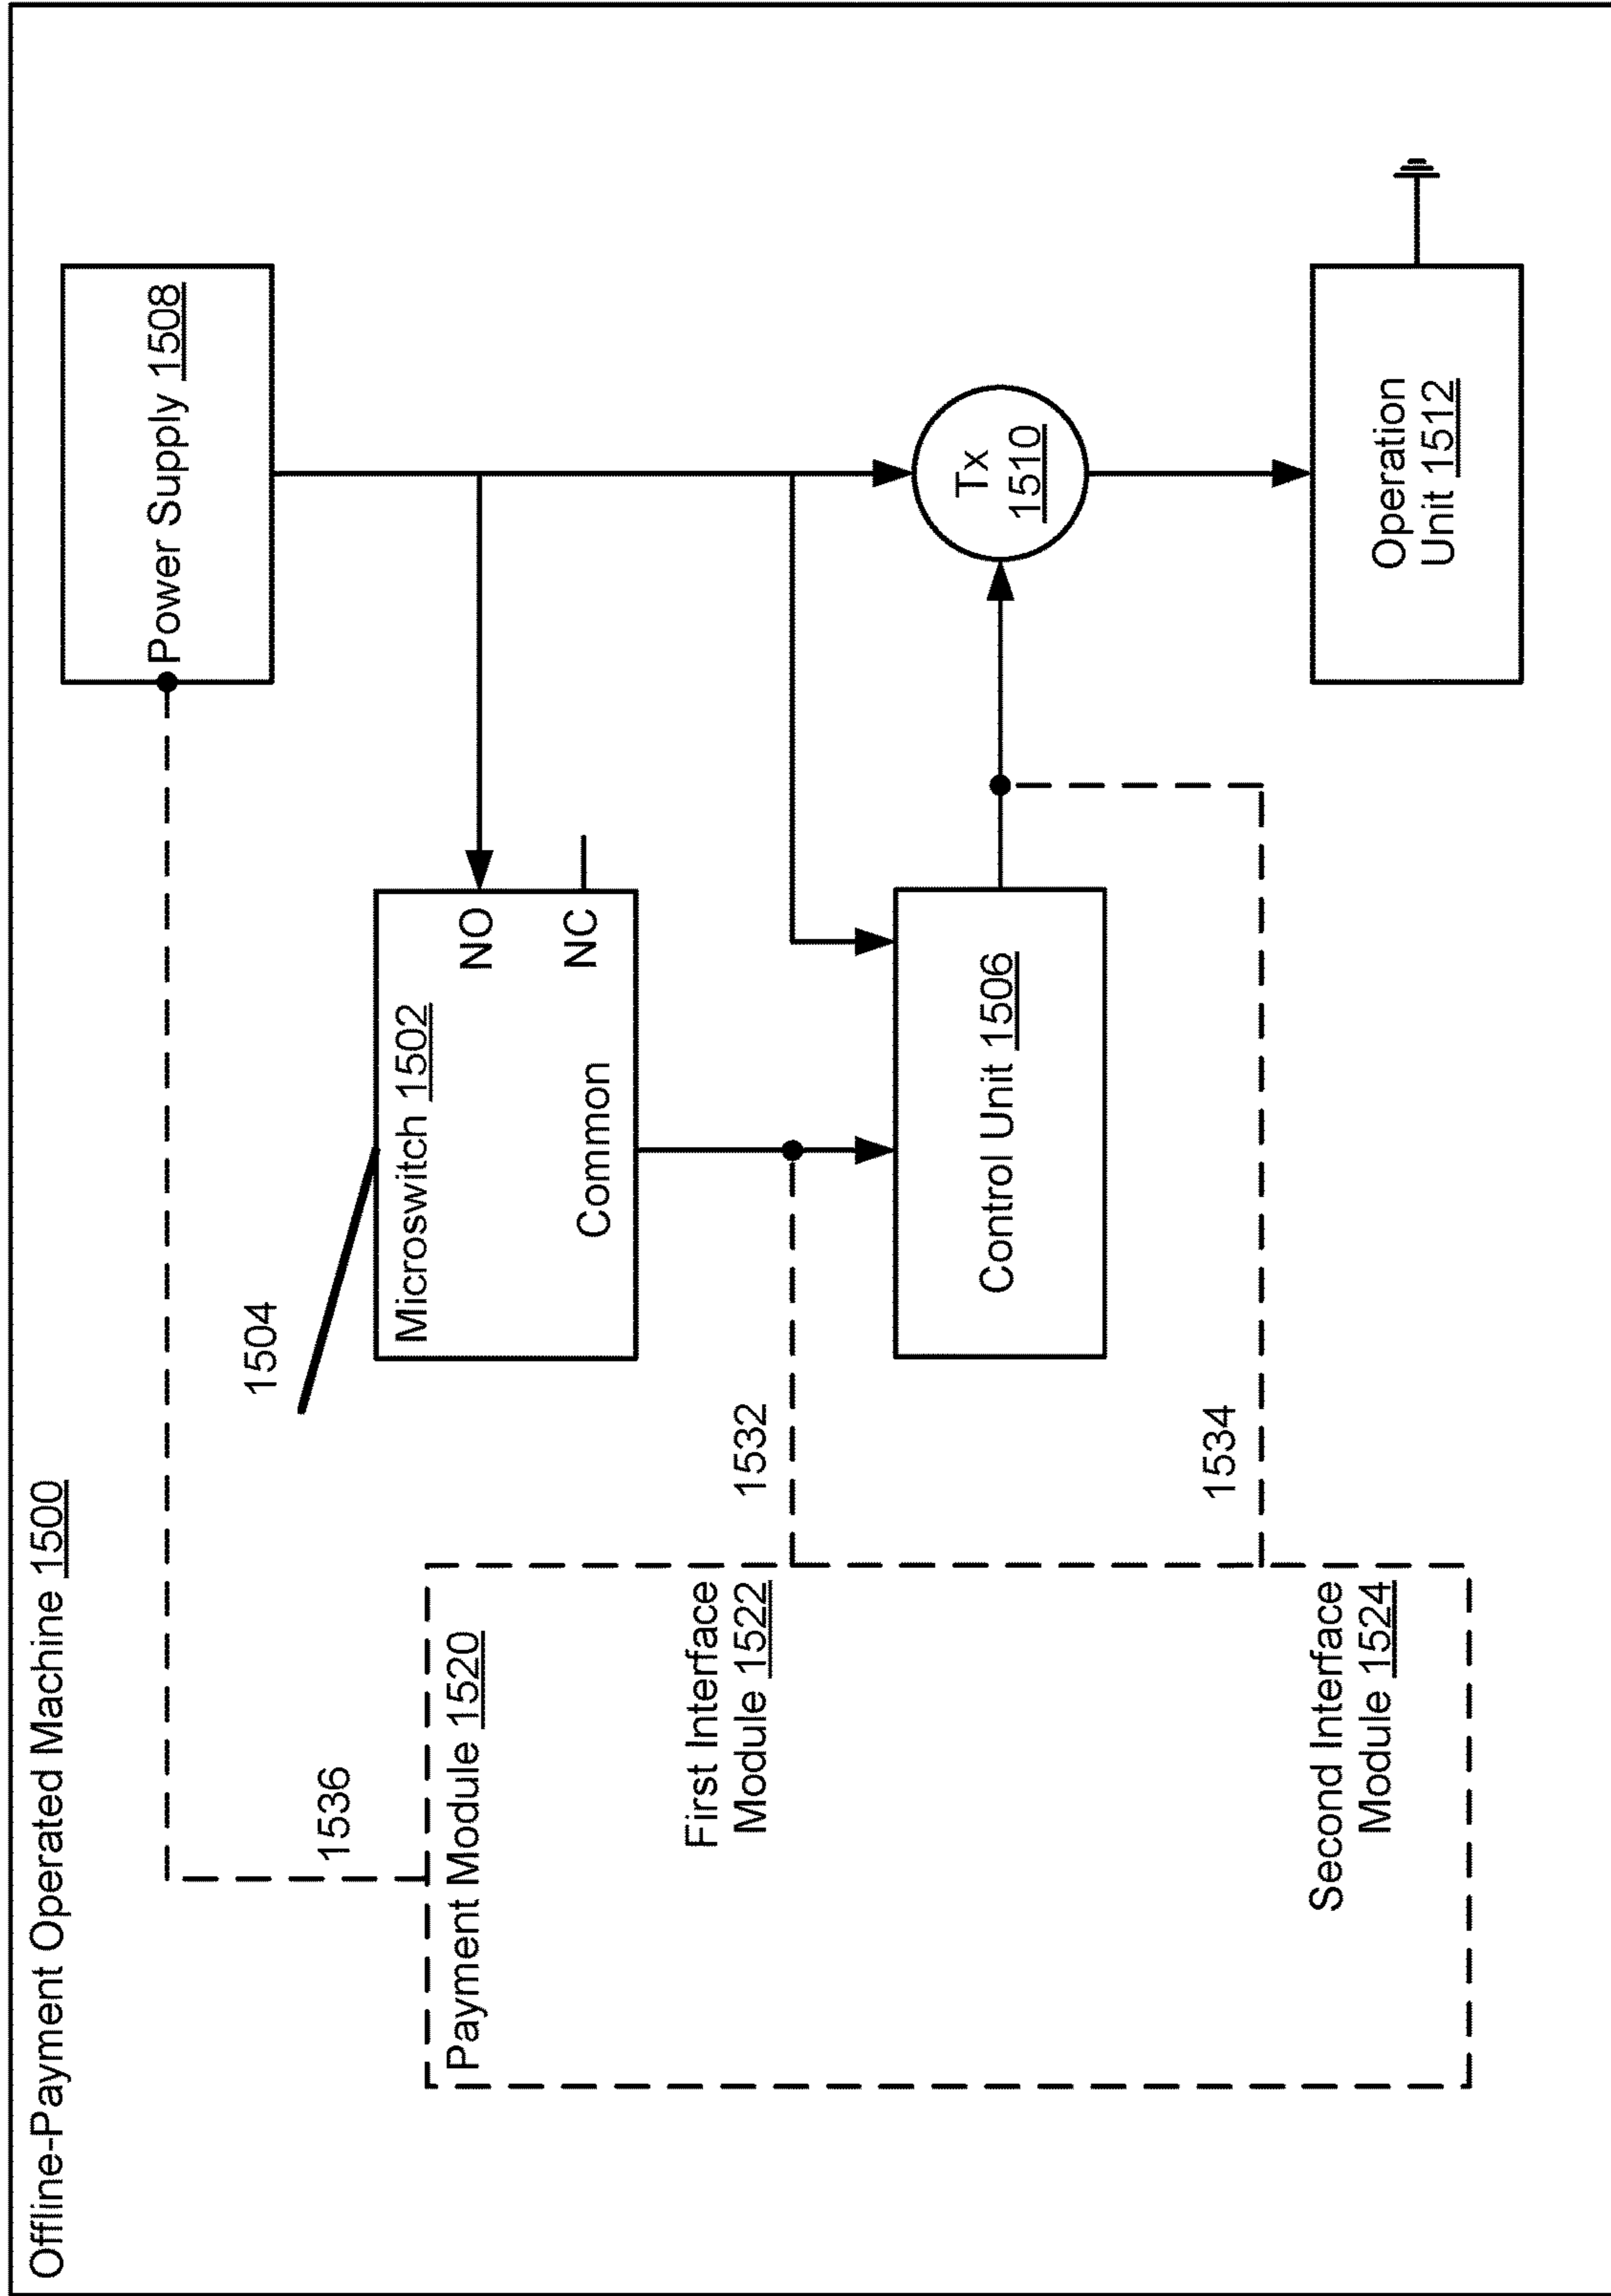 Offline-Payment Operated Machine 1500
Power Supply 1508
1536
1504
Microswitch 1502
NO
NC
Common
Payment Module 1520
First Interface
Module 1522
1532
Tx
1510
Control Unit 1506
1534
Second Interface
Module 1524
Operation
Unit 1512